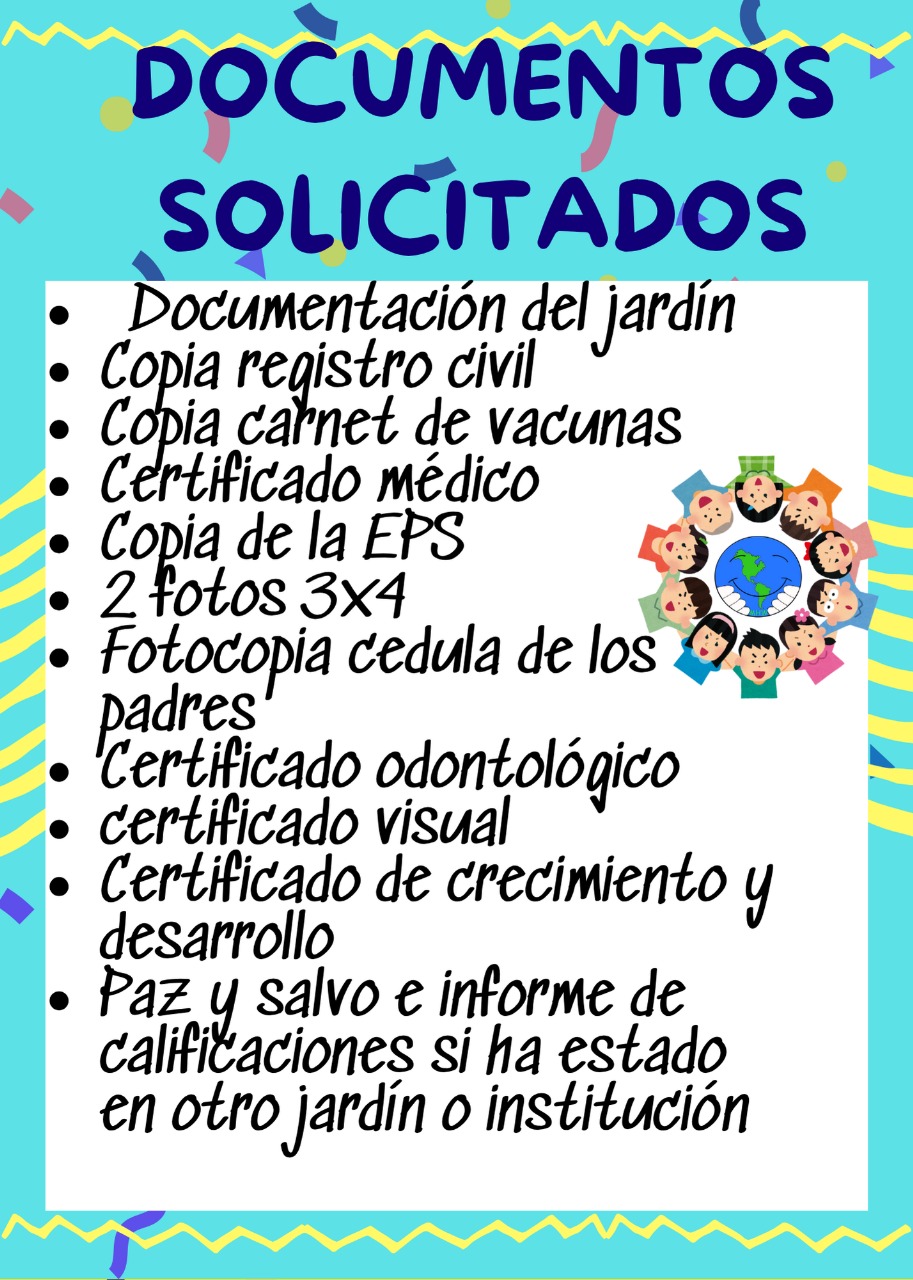 DOCUMENTOS
SOLICITADOS
• Documentación del jardín
• Copia registro civil
• Copia carnet de vacunas
• Certificado médico
• Copia de la EPS
• 2 fotos 3x4
• Fotocopia cedula de los
padres
• Certificado odontológico
• certificado visual
• Certificado de crecimiento y
desarrollo
• Paz y salvo e informe de
calificaciones si ha estado
en otro jardín o institución